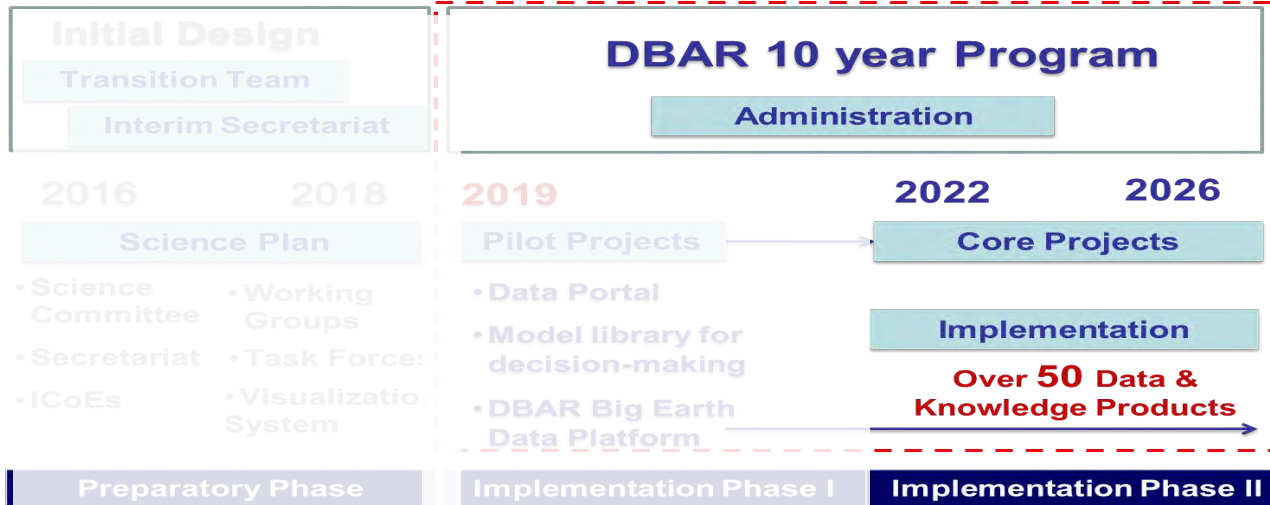 Initial Design
Transition Team
Interim Secretariat
DBAR 10 year Program
Administration
2016
2018
2019
2022
2026
Science Plan
Pilot Projects
Core Projects
• Science
Committee
• Secretariat
• ICoEs
• Working
Groups
• Task Forces
• Visualization
System
• Data Portal
• Model library for
decision-making
• DBAR Big Earth
Data Platform
Implementation
Over 50 Data &
Knowledge Products
Preparatory Phase
Implementation Phase I
Implementation Phase II